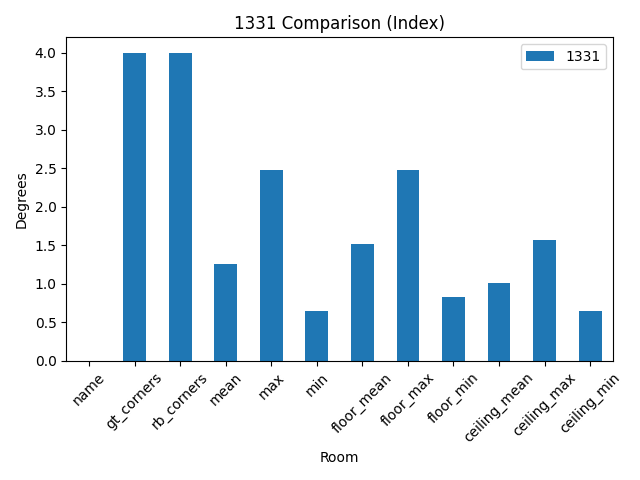 1331 Comparison (Index)
1331
Degrees
4.0
3.5
3.0
2.5
2.0
1.5
1.0
0.5
0.0
name
gt_corners
rb_corners
mean
max
min
floor_mean
floor_max
floor_min
ceiling_mean
ceiling_max
ceiling_min
Room